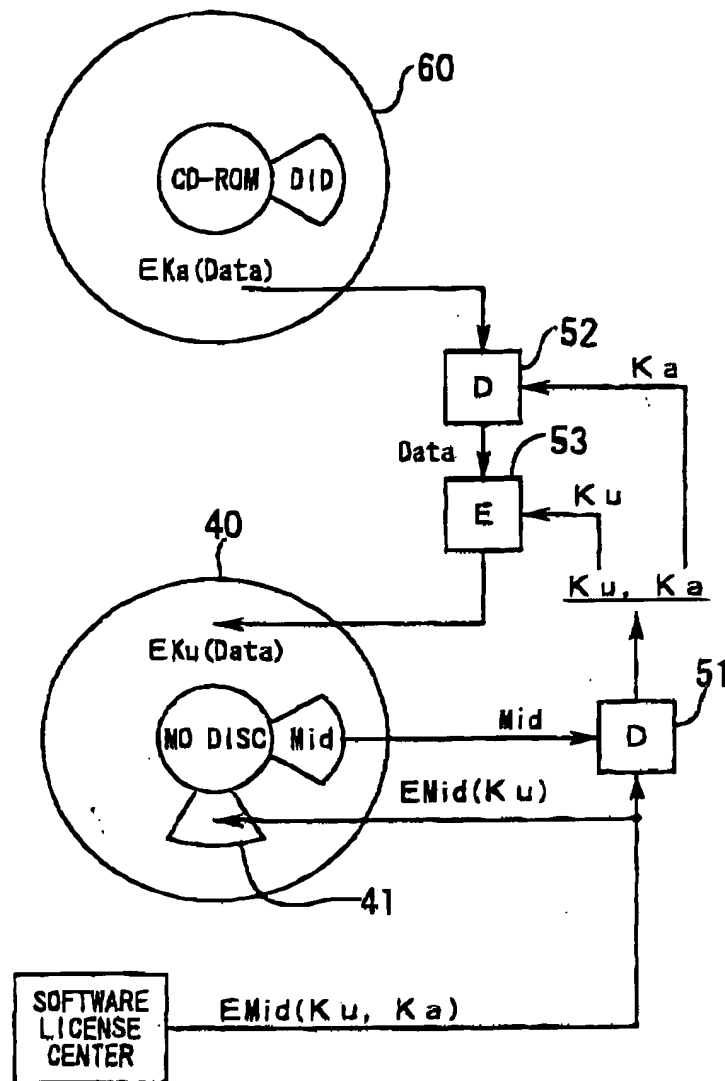 60
CD-ROM
DID
EKa(Data)
52
Ka
D
Data
53
Ku
E
40
Ku, Ka
EKu(Data)
51
MO DISC
Mid
Mid
D
EMid(Ku)
41
SOFTWARE
LICENSE
CENTER
EMid(Ku, Ka)